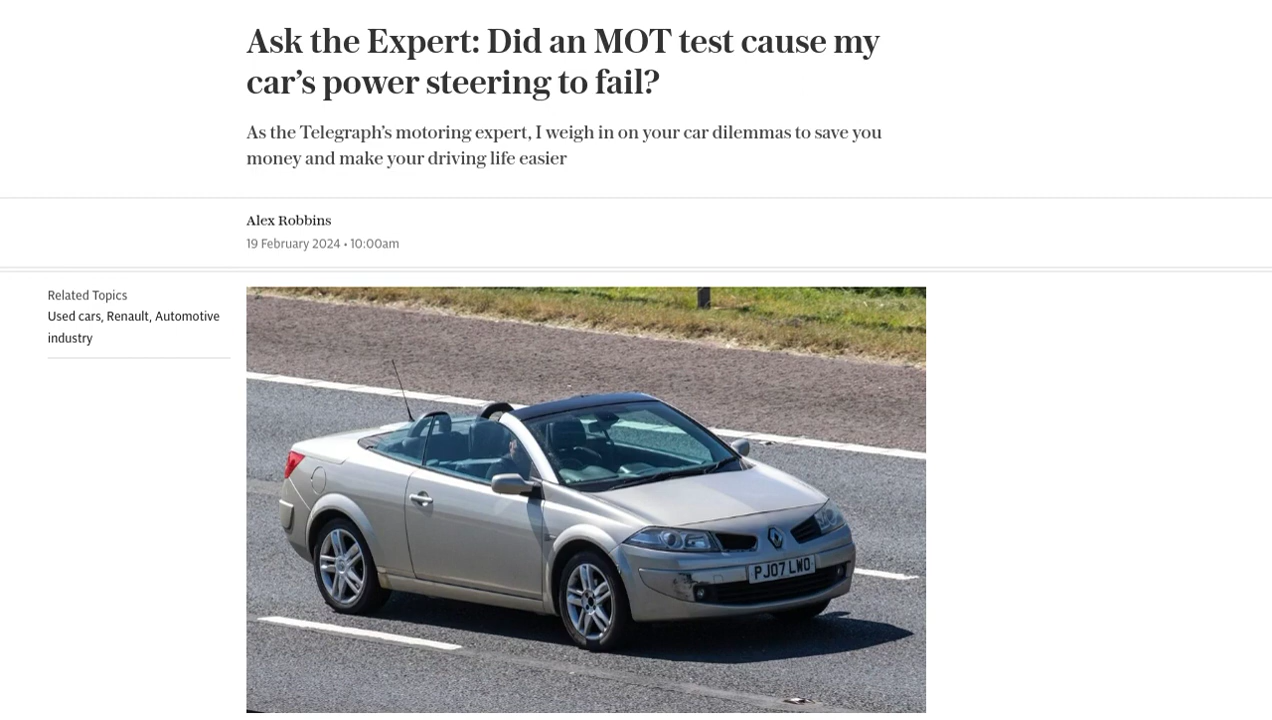 Ask the Expert: Did an MOT test cause my
car’s power steering to fail?
As the Telegraph’s motoring expert, I weigh in on your car dilemmas to save you
money and make your driving life easier
Alex Robbins
19 February 2024 • 10:00am
Related Topics
Used cars, Renault, Automotive
industry
PJ07 LWO